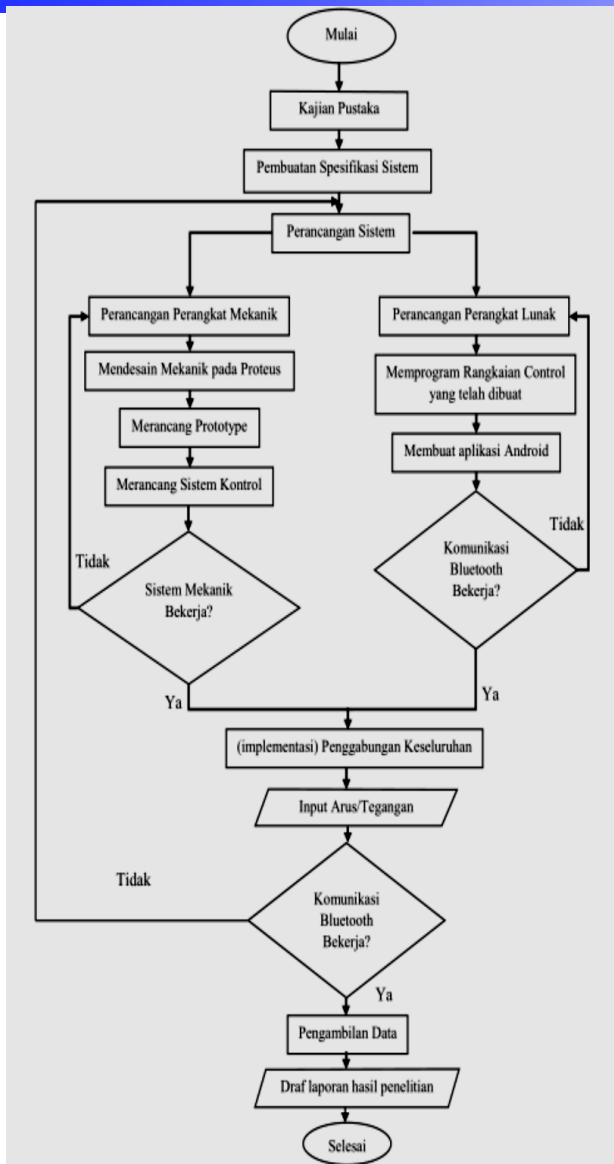 Mulai
Kajian Pustaka
Pembuatan Spesifikasi Sistem
Perancangan Sistem
Perancangan Perangkat Mekanik
Mendesain Mekanik pada Proteus
Merancang Prototype
Merancang Sistem Kontrol
Tidak
Sistem Mekanik
Bekerja?
Ya
Perancangan Perangkat Lunak
Memprogram Rangkaian Control
yang telah dibuat
Membuat aplikasi Android
Tidak
Komunikasi
Bluetooth
Bekerja?
Ya
(implementasi) Penggabungan Keseluruhan
Input Arus/Tegangan
Tidak
Komunikasi
Bluetooth
Bekerja?
Ya
Pengambilan Data
Draf laporan hasil penelitian
Selesai